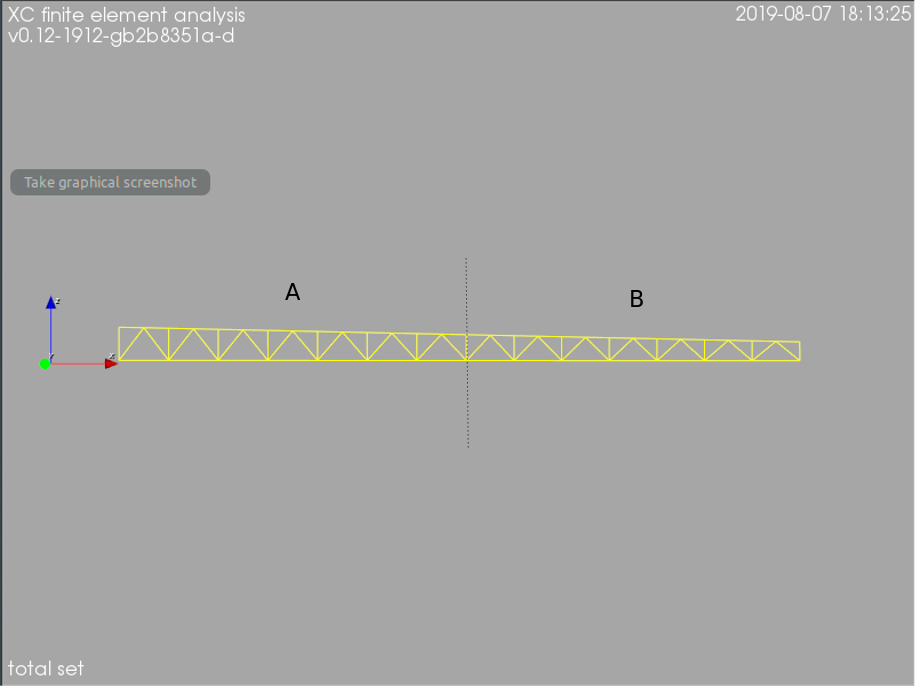 XC finite element analysis
v0.12-1912-gb2b8351a-d
2019-08-07 18:13:25
Take graphical screenshot
A
B
z
Y
X
total set